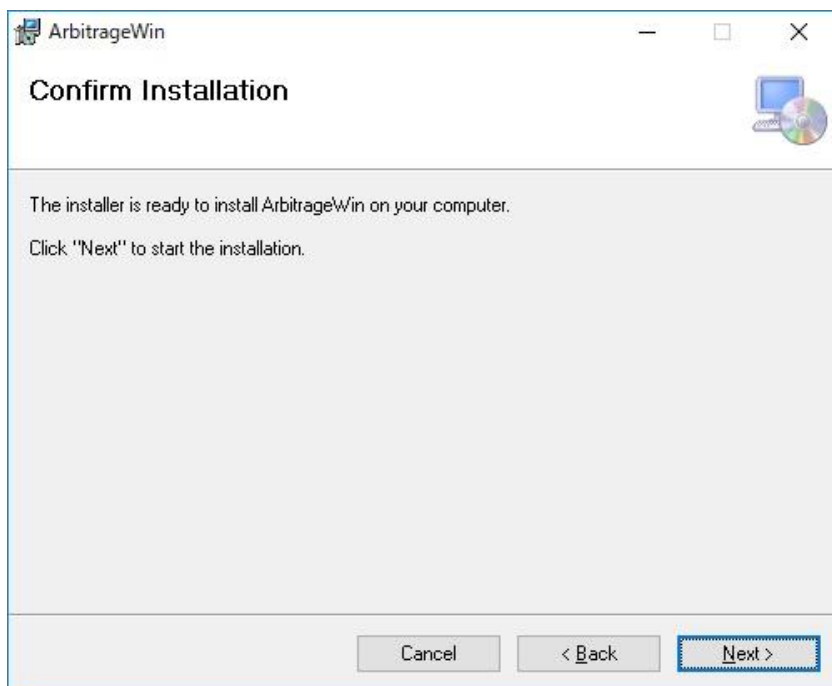 ArbitrageWin
Confirm Installation
The installer is ready to install ArbitrageWin on your computer.
Click "Next" to start the installation.
Cancel
< Back
Next >